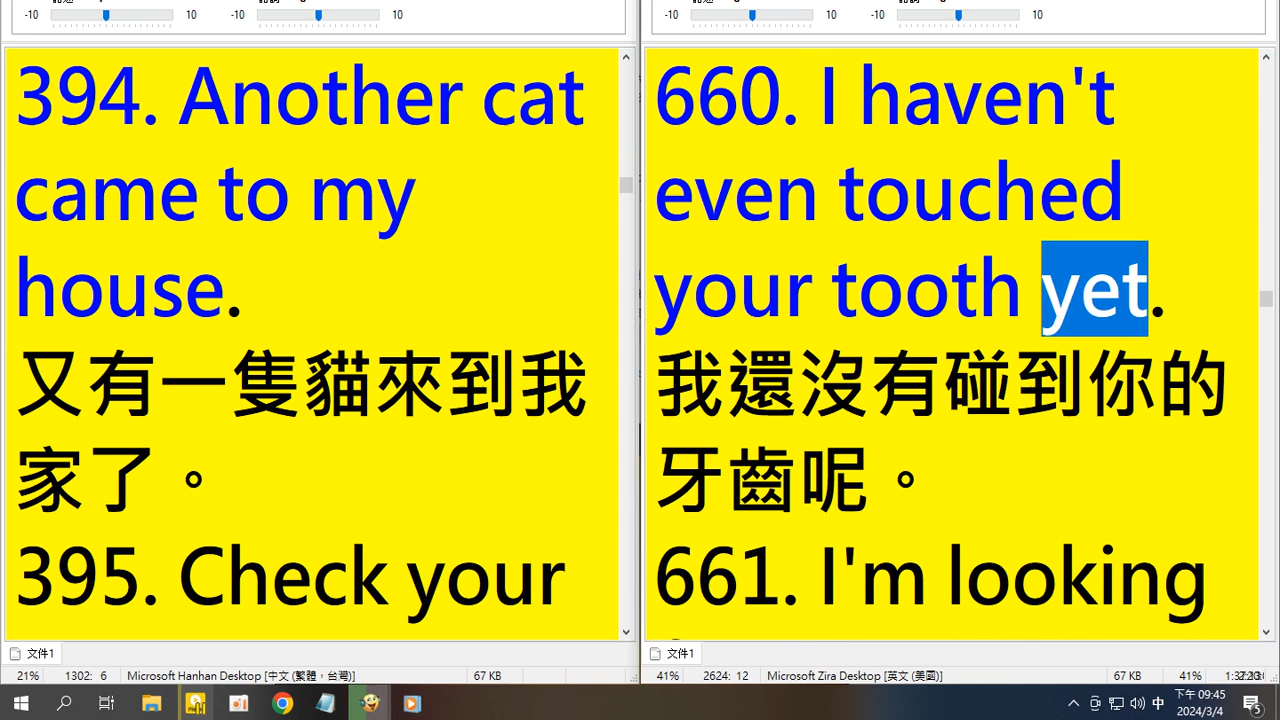 -10 10 -10 10
394. Another cat
came to my
house.
又有一隻貓來到我
家了。
395. Check your
文件1
21% 1302: 6 Microsoft Hanhan Desktop [中文 (繁體，台灣)] 67 KB
-10 10 -10 10
660. I haven't
even touched
your tooth yet.
我還沒有碰到你的
牙齒呢。
661. I'm looking
文件1
41% 2624: 12 Microsoft Zira Desktop [英文 (美國)] 67 KB 41%
中
下午 09:45
2024/3/4
5